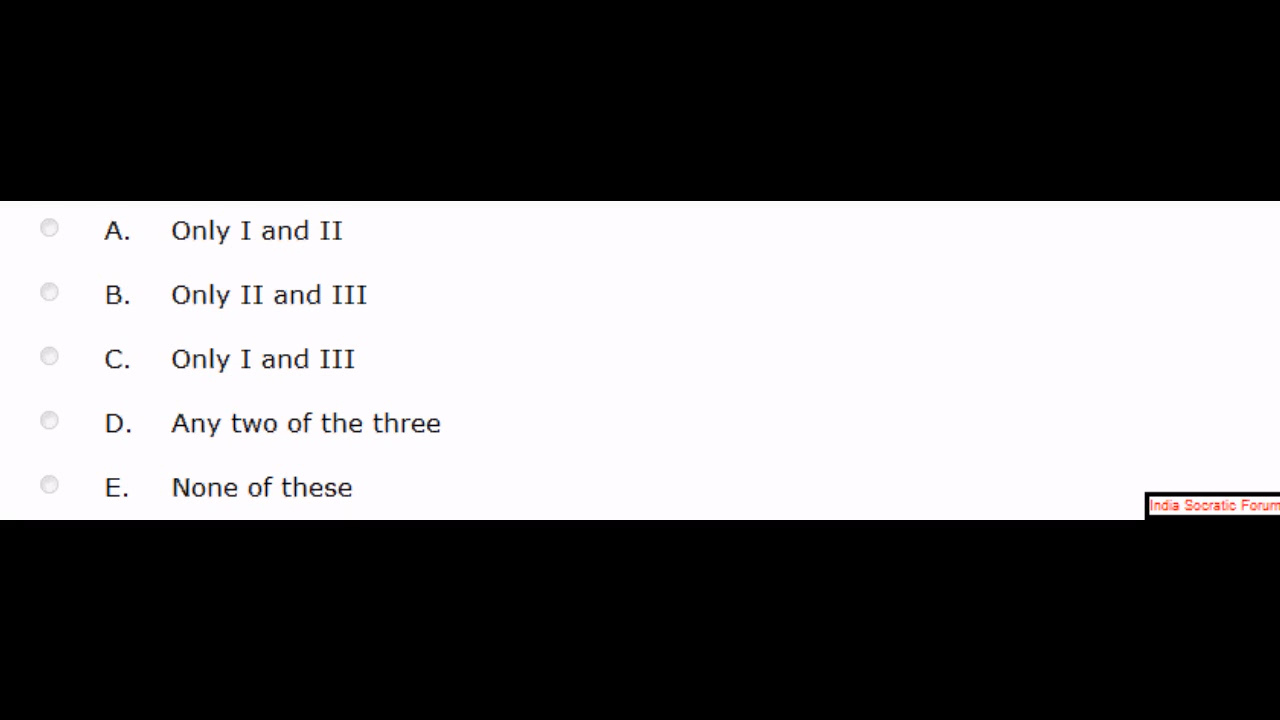 A. Only I and II
B. Only II and III
C. Only I and III
D. Any two of the three
E. None of these
India Socratic Forum